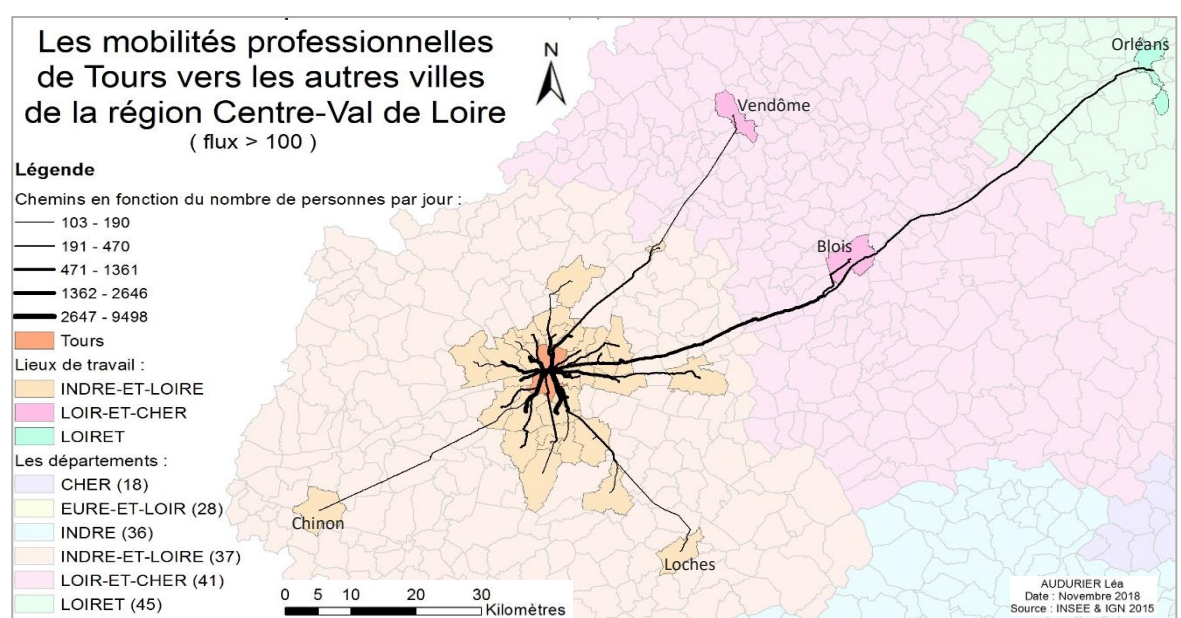 Les mobilités professionnelles
de Tours vers les autres villes
de la région Centre-Val de Loire
( flux > 100 )
N
Légende
Chemins en fonction du nombre de personnes par jour :
103 - 190
191 - 470
471 - 1361
1362 - 2646
2647 - 9498
Tours
Lieux de travail :
INDRE-ET-LOIRE
LOIR-ET-CHER
LOIRET
Les départements :
CHER (18)
EURE-ET-LOIR (28)
INDRE (36)
INDRE-ET-LOIRE (37)
LOIR-ET-CHER (41)
LOIRET (45)
Orléans
Vendôme
Blois
Chinon
Loches
0 5 10 20 30
Kilomètres
AUDURIER Léa
Date : Novembre 2018
Source : INSEE & IGN 2015